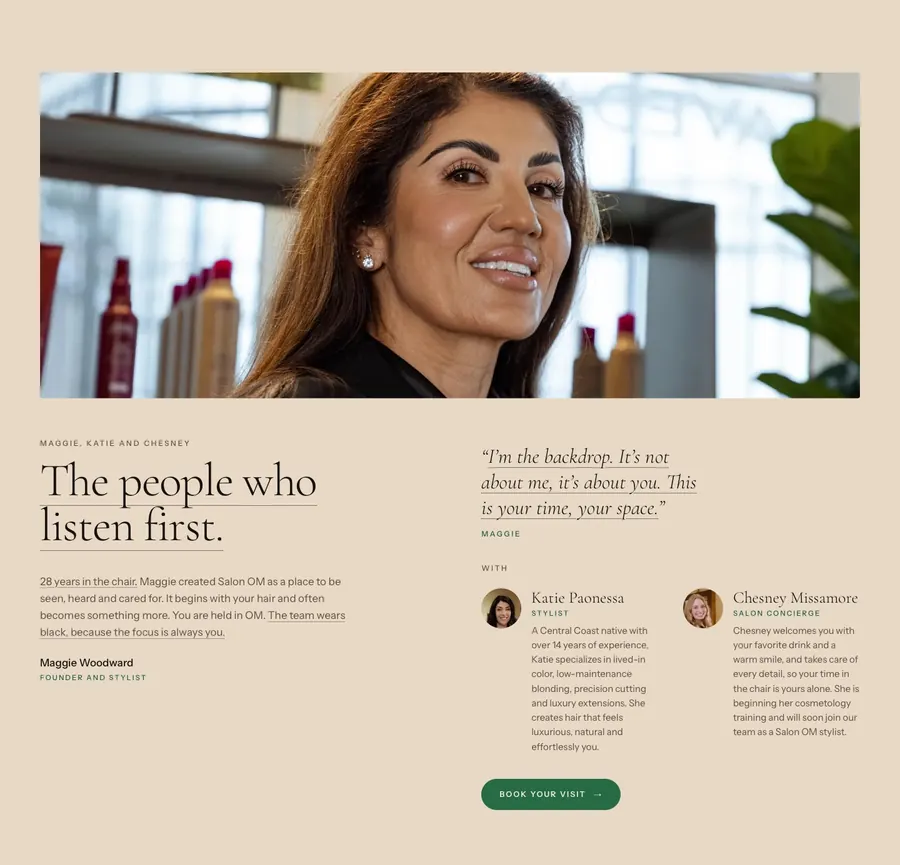 MAGGIE, KATIE AND CHESNEY
The people who
listen first.
28 years in the chair. Maggie created Salon OM as a place to be
seen, heard and cared for. It begins with your hair and often
becomes something more. You are held in OM. The team wears
black, because the focus is always you.
Maggie Woodward
FOUNDER AND STYLIST
“I’m the backdrop. It’s not
about me, it’s about you. This
is your time, your space.”
MAGGIE
WITH
Katie Paonessa
STYLIST
A Central Coast native with
over 14 years of experience,
Katie specializes in lived-in
color, low-maintenance
blonding, precision cutting
and luxury extensions. She
creates hair that feels
luxurious, natural and
effortlessly you.
Chesney Missamore
SALON CONCIERGE
Chesney welcomes you with
your favorite drink and a
warm smile, and takes care of
every detail, so your time in
the chair is yours alone. She is
beginning her cosmetology
training and will soon join our
team as a Salon OM stylist.
BOOK YOUR VISIT →